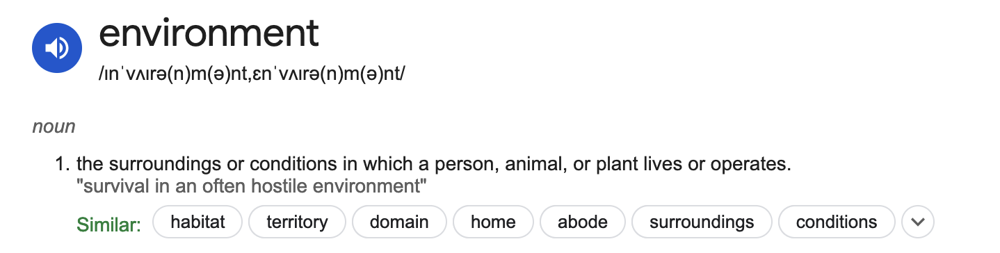 environment
/ɪnˈvʌɪrə(n)m(ə)nt,ɛnˈvʌɪrə(n)m(ə)nt/
noun
1. the surroundings or conditions in which a person, animal, or plant lives or operates.
"survival in an often hostile environment"
Similar: habitat territory domain home abode surroundings conditions